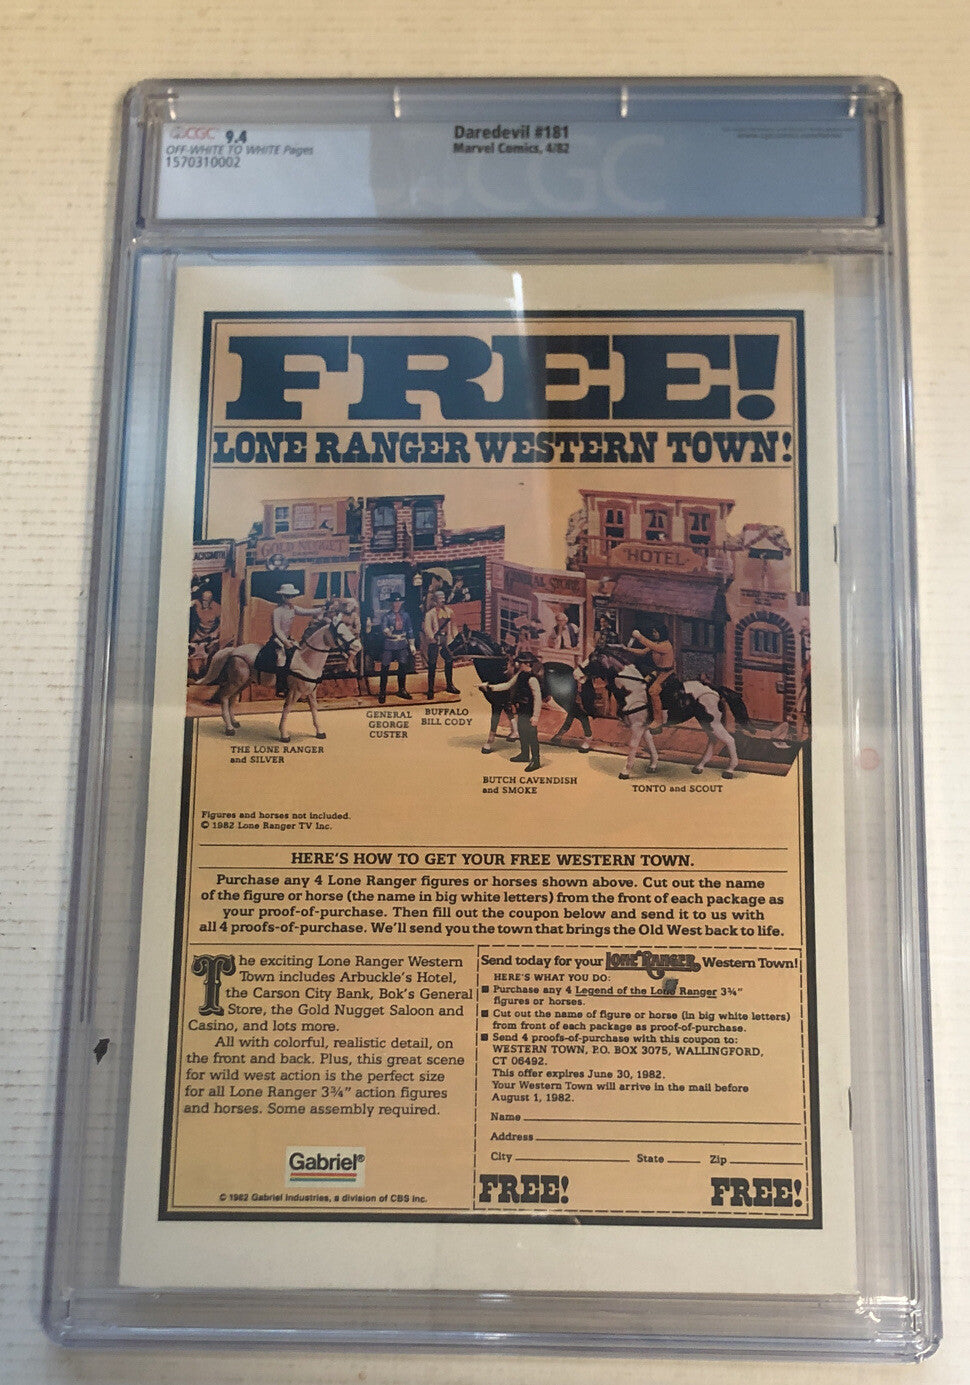 CGC 9.4
OFF-WHITE TO WHITE Pages
1570310002
Daredevil #181
Marvel Comics, 4/82
CGC
FREE!
LONE RANGER WESTERN TOWN!
GOLD NUGGET
HOTEL
GENERAL STORE
THE LONE RANGER
and SILVER
GENERAL
GEORGE
CUSTER
BUFFALO
BILL CODY
BUTCH CAVENDISH
and SMOKE
TONTO and SCOUT
Figures and horses not included.
© 1982 Lone Ranger TV Inc.
HERE'S HOW TO GET YOUR FREE WESTERN TOWN.
Purchase any 4 Lone Ranger figures or horses shown above. Cut out the name
of the figure or horse (the name in big white letters) from the front of each package as
your proof-of-purchase. Then fill out the coupon below and send it to us with
all 4 proofs-of-purchase. We'll send you the town that brings the Old West back to life.
The exciting Lone Ranger Western
Town includes Arbuckle's Hotel,
the Carson City Bank, Bok's General
Store, the Gold Nugget Saloon and
Casino, and lots more.
All with colorful, realistic detail, on
the front and back. Plus, this great scene
for wild west action is the perfect size
for all Lone Ranger 3¾" action figures
and horses. Some assembly required.
Gabriel®
© 1982 Gabriel Industries, a division of CBS Inc.
Send today for your LONE RANGER Western Town!
HERE'S WHAT YOU DO:
■ Purchase any 4 Legend of the Lone Ranger 3¾"
figures or horses.
■ Cut out the name of figure or horse (in big white letters)
from front of each package as proof-of-purchase.
■ Send 4 proofs-of-purchase with this coupon to:
WESTERN TOWN, P.O. BOX 3075, WALLINGFORD,
CT 06492.
This offer expires June 30, 1982.
Your Western Town will arrive in the mail before
August 1, 1982.
Name
Address
City State Zip
FREE! FREE!